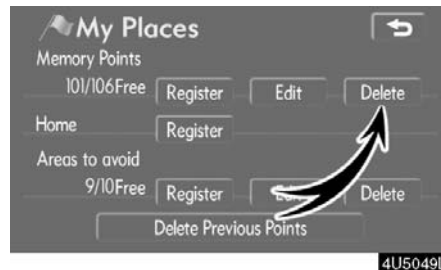 My Places
Memory Points
101/106Free Register Edit Delete
Home Register
Areas to avoid
9/10Free Register Edit Delete
Delete Previous Points
4U5049